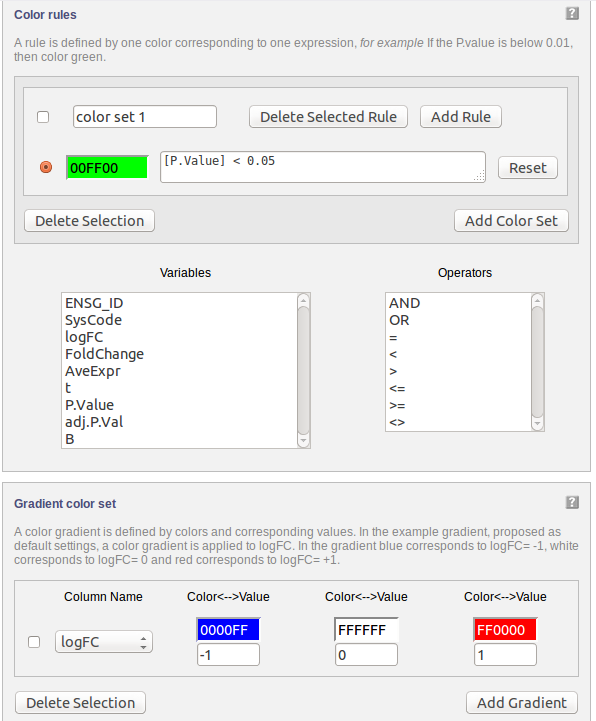 Color rules
?
A rule is defined by one color corresponding to one expression, for example If the P.value is below 0.01,
then color green.
color set 1
Delete Selected Rule
Add Rule
00FF00
[P.Value] < 0.05
Reset
Delete Selection
Add Color Set
Variables
Operators
ENSG_ID
SysCode
logFC
FoldChange
AveExpr
t
P.Value
adj.P.Val
B
AND
OR
=
<
>
<=
>=
<>
Gradient color set
?
A color gradient is defined by colors and corresponding values. In the example gradient, proposed as
default settings, a color gradient is applied to logFC. In the gradient blue corresponds to logFC= -1, white
corresponds to logFC= 0 and red corresponds to logFC= +1.
Column Name
Color<-->Value
Color<-->Value
Color<-->Value
logFC
0000FF
FFFFFF
FF0000
-1
0
1
Delete Selection
Add Gradient